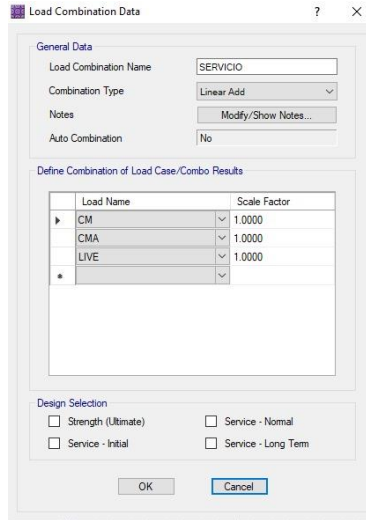 Load Combination Data ? ×
General Data
Load Combination Name SERVICIO
Combination Type Linear Add
Notes Modify/Show Notes...
Auto Combination No
Define Combination of Load Case/Combo Results
Load Name Scale Factor
CM 1.0000
CMA 1.0000
LIVE 1.0000
*
Design Selection
Strength (Ultimate) Service - Normal
Service - Initial Service - Long Term
OK Cancel